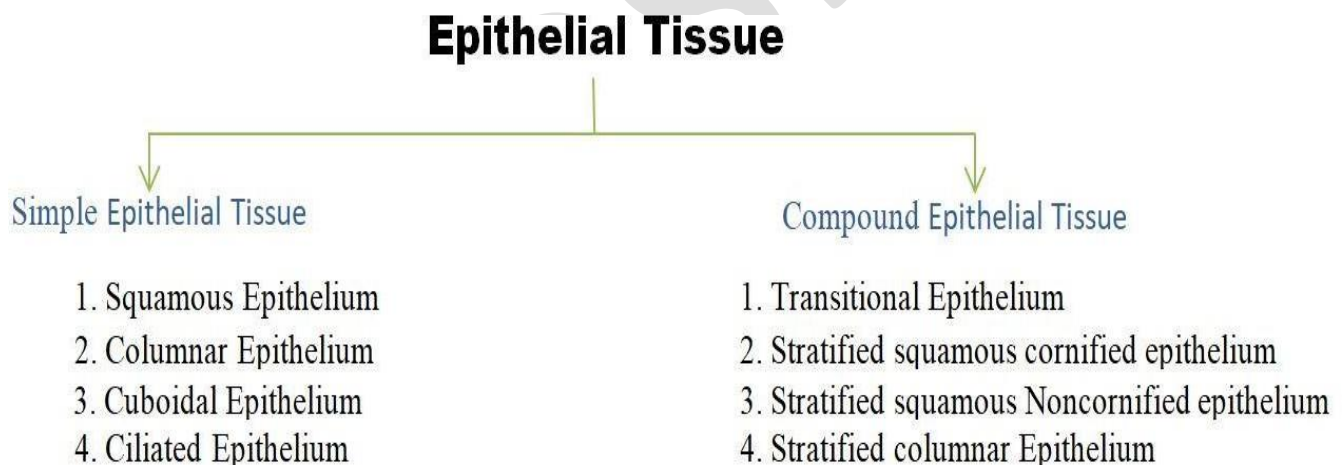 Epithelial Tissue
Simple Epithelial Tissue
1. Squamous Epithelium
2. Columnar Epithelium
3. Cuboidal Epithelium
4. Ciliated Epithelium
Compound Epithelial Tissue
1. Transitional Epithelium
2. Stratified squamous cornified epithelium
3. Stratified squamous Noncornified epithelium
4. Stratified columnar Epithelium